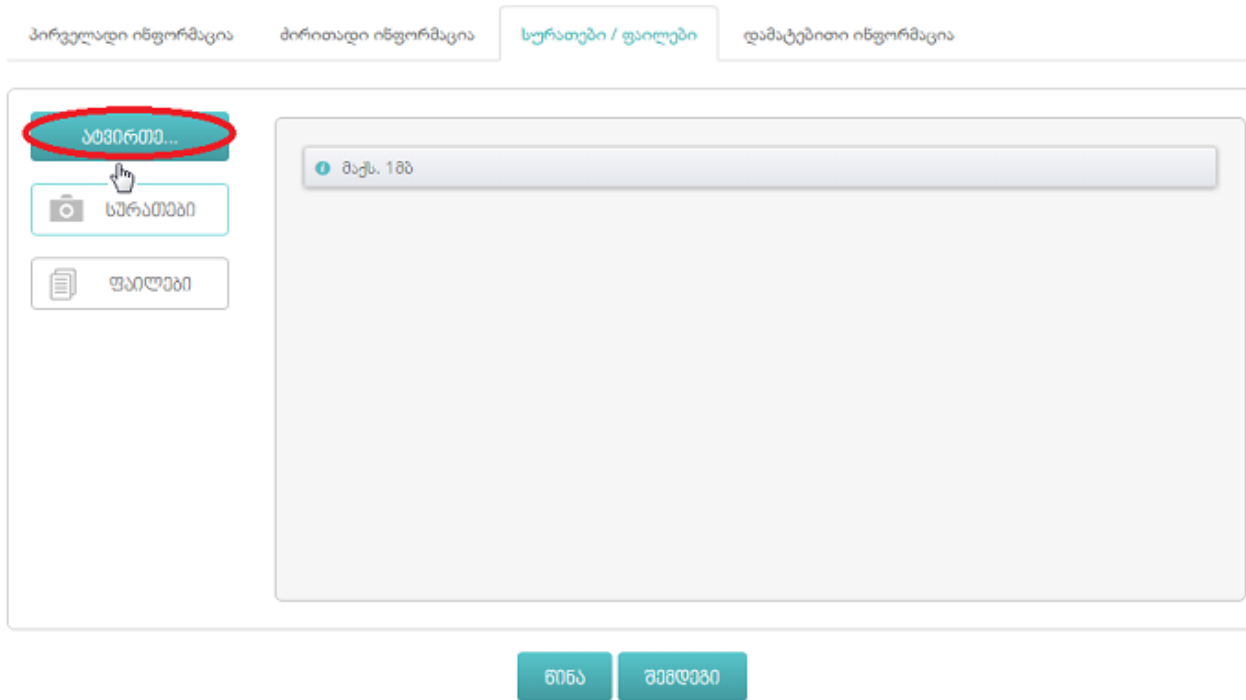 პირველადი ინფორმაცია
ძირითადი ინფორმაცია
სურათები / ფაილები
დამატებითი ინფორმაცია
ატვირთე...
მაქს. 1მბ
სურათები
ფაილები
წინა
შემდეგი